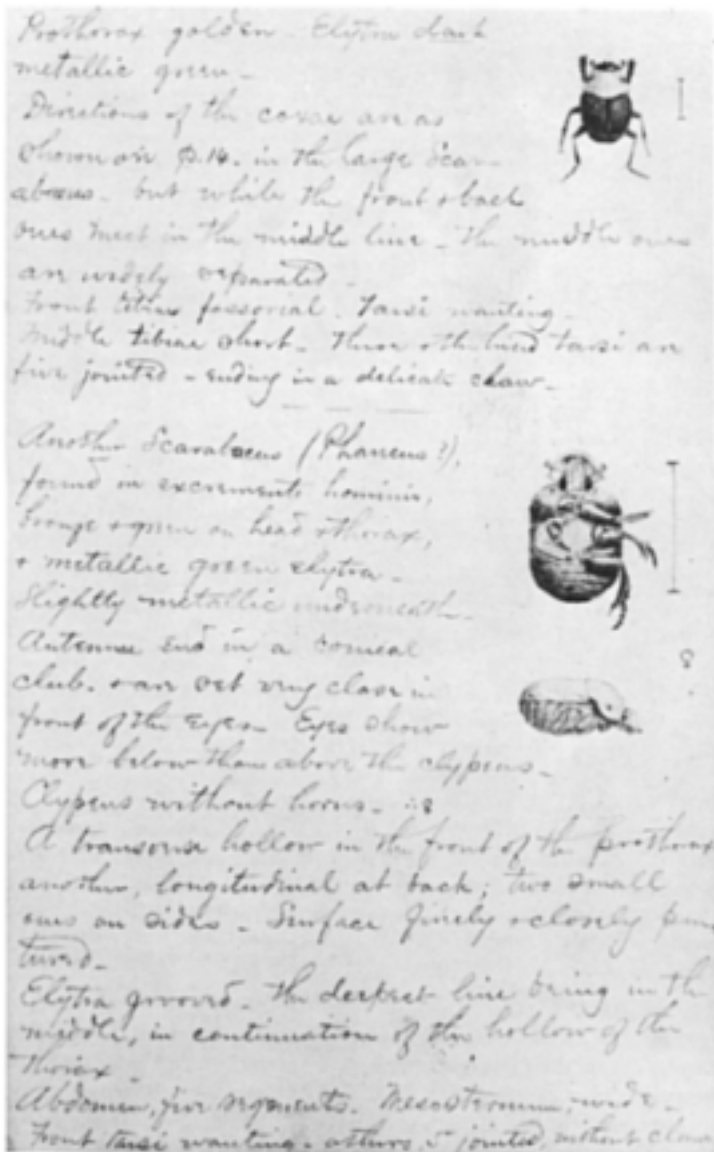 Prothorax golden. Elytra dark
metallic green -
Directions of the coxae are as
shown on p. 14. in the large Scar-
abaeus. but while the front & back
ones meet in the middle line - the middle ones
are widely separated -
Front tibiae fossorial. Tarsi wanting -
Middle tibiae short - These & the hind tarsi are
five jointed - ending in a delicate claw -
Another Scarabaeus (Phaneus?),
found in excrements hominis,
bronze & green on head & thorax,
& metallic green elytra -
Slightly metallic underneath.
Antennae end in a conical
club. & are set very close in
front of the eyes - Eyes show
more below than above the clypeus -
Clypeus without horns - ∴ ♀
♀
A transverse hollow in the front of the prothorax
another, longitudinal at back; two small
ones on sides - Surface finely & closely punc
tured -
Elytra grooved. The deepest line being in the
middle, in continuation of the hollow of the
thorax -
Abdomen, five segments. Mesosternum, wide -
Front tarsi wanting - others, 5 jointed, without claws